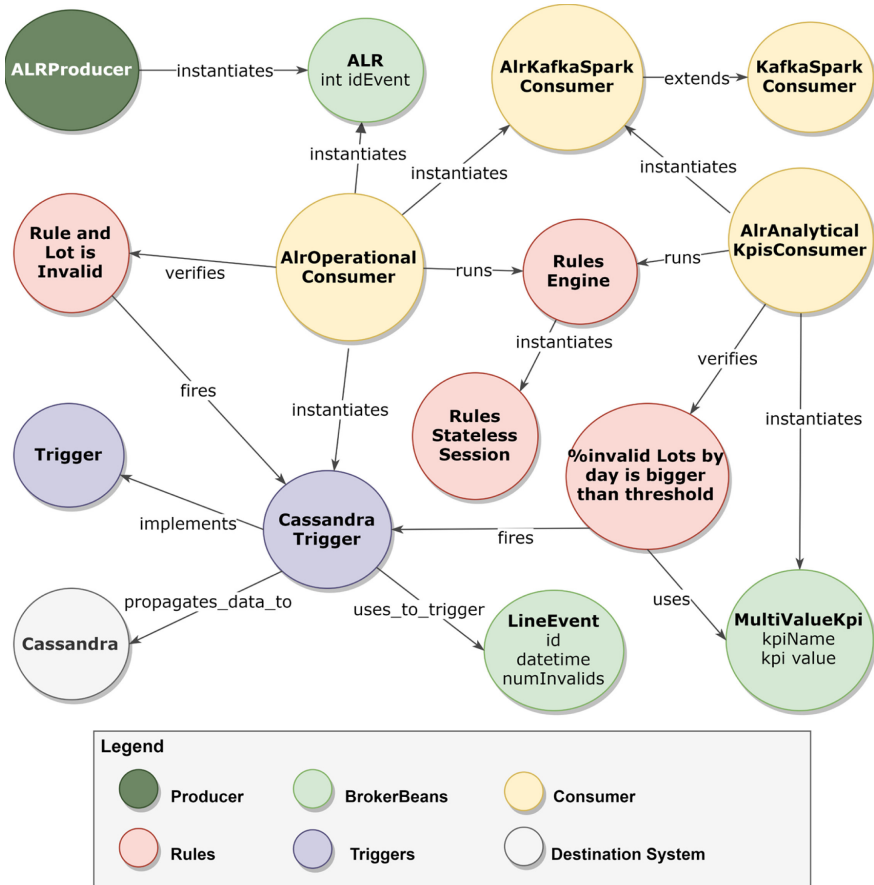 ALRProducer
instantiates
ALR
int idEvent
AlrKafkaSpark
Consumer
extends
KafkaSpark
Consumer
instantiates
instantiates
instantiates
Rule and
Lot is
Invalid
verifies
AlrOperational
Consumer
runs
Rules
Engine
runs
AlrAnalytical
KpisConsumer
fires
instantiates
instantiates
verifies
instantiates
Rules
Stateless
Session
%invalid Lots by
day is bigger
than threshold
Trigger
implements
Cassandra
Trigger
fires
propagates_data_to
uses_to_trigger
uses
Cassandra
LineEvent
id
datetime
numInvalids
MultiValueKpi
kpiName
kpi value
Legend
Producer
BrokerBeans
Consumer
Rules
Triggers
Destination System